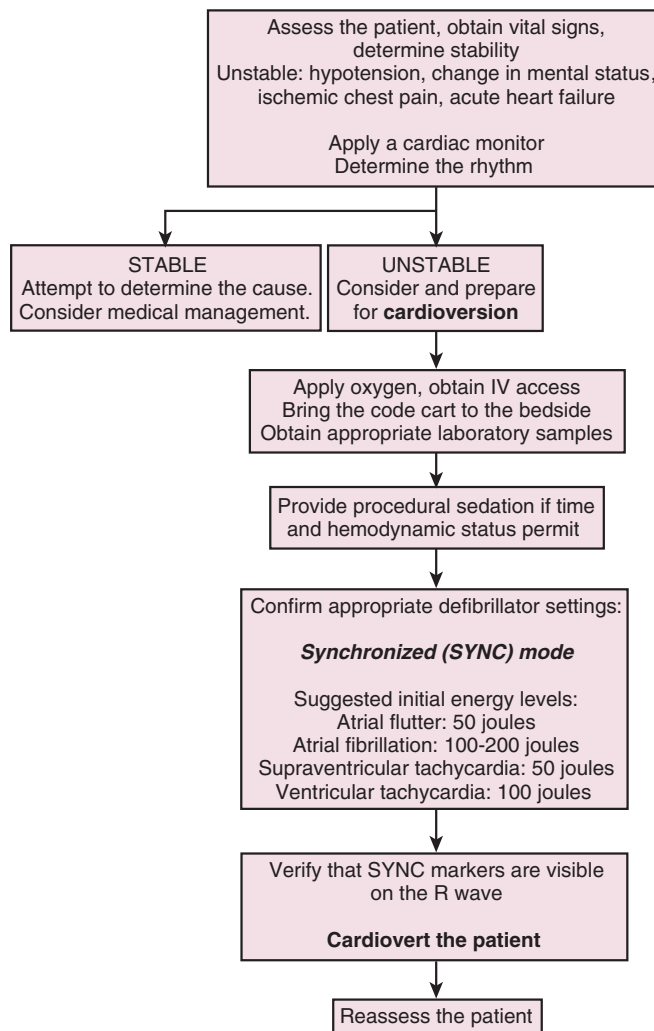 Assess the patient, obtain vital signs,
determine stability
Unstable: hypotension, change in mental status,
ischemic chest pain, acute heart failure
Apply a cardiac monitor
Determine the rhythm
STABLE
Attempt to determine the cause.
Consider medical management.
UNSTABLE
Consider and prepare
for cardioversion
Apply oxygen, obtain IV access
Bring the code cart to the bedside
Obtain appropriate laboratory samples
Provide procedural sedation if time
and hemodynamic status permit
Confirm appropriate defibrillator settings:
Synchronized (SYNC) mode
Suggested initial energy levels:
Atrial flutter: 50 joules
Atrial fibrillation: 100-200 joules
Supraventricular tachycardia: 50 joules
Ventricular tachycardia: 100 joules
Verify that SYNC markers are visible
on the R wave
Cardiovert the patient
Reassess the patient